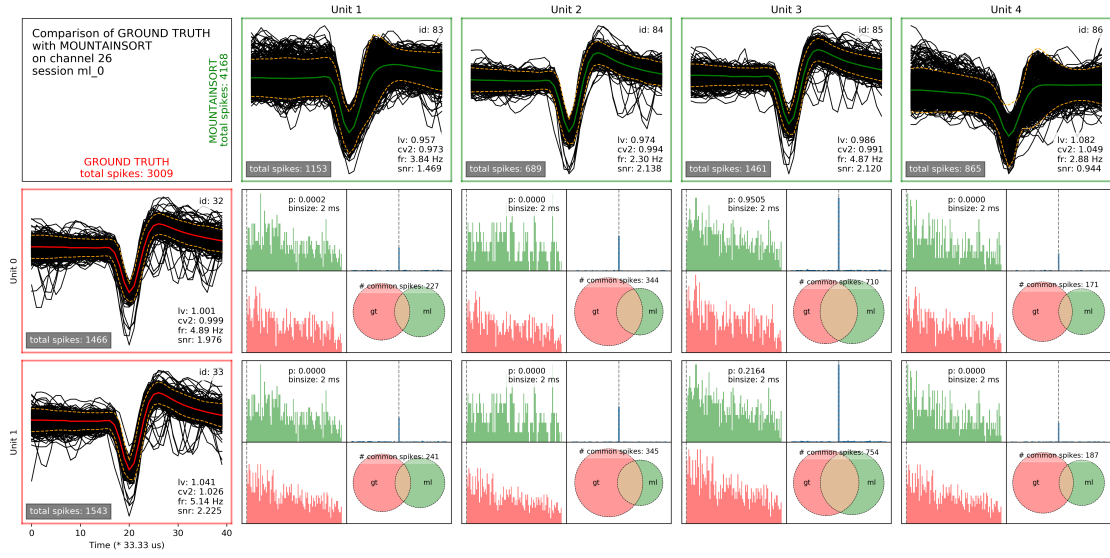 Unit 1
Unit 2
Unit 3
Unit 4
Comparison of GROUND TRUTH
with MOUNTAINSORT
on channel 26
session ml_0
MOUNTAINSORT
total spikes: 4168
GROUND TRUTH
total spikes: 3009
id: 83
lv: 0.957
cv2: 0.973
fr: 3.84 Hz
snr: 1.469
total spikes: 1153
id: 84
lv: 0.974
cv2: 0.994
fr: 2.30 Hz
snr: 2.138
total spikes: 689
id: 85
lv: 0.986
cv2: 0.991
fr: 4.87 Hz
snr: 2.120
total spikes: 1461
id: 86
lv: 1.082
cv2: 1.049
fr: 2.88 Hz
snr: 0.944
total spikes: 865
Unit 0
id: 32
lv: 1.001
cv2: 0.999
fr: 4.89 Hz
snr: 1.976
total spikes: 1466
p: 0.0002
binsize: 2 ms
# common spikes: 227
gt
ml
p: 0.0000
binsize: 2 ms
# common spikes: 344
gt
ml
p: 0.9505
binsize: 2 ms
# common spikes: 710
gt
ml
p: 0.0000
binsize: 2 ms
# common spikes: 171
gt
ml
Unit 1
id: 33
lv: 1.041
cv2: 1.026
fr: 5.14 Hz
snr: 2.225
total spikes: 1543
0
10
20
30
40
Time (* 33.33 us)
p: 0.0000
binsize: 2 ms
# common spikes: 241
gt
ml
p: 0.0000
binsize: 2 ms
# common spikes: 345
gt
ml
p: 0.2164
binsize: 2 ms
# common spikes: 754
gt
ml
p: 0.0000
binsize: 2 ms
# common spikes: 187
gt
ml